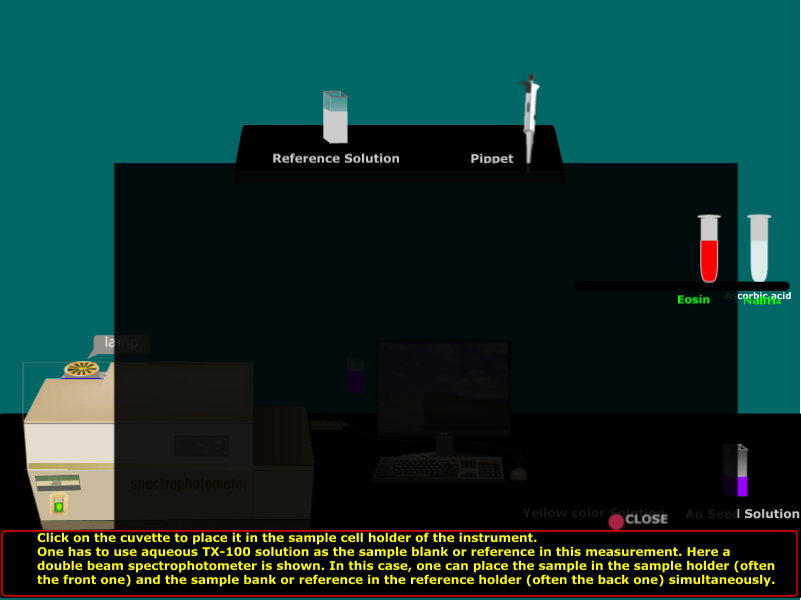 Reference Solution
Pippet
Eosin
lamp
spectrophotometer
Yellow color
CLOSE
Au Seed Solution
Click on the cuvette to place it in the sample cell holder of the instrument.
One has to use aqueous TX-100 solution as the sample blank or reference in this measurement. Here a
double beam spectrophotometer is shown. In this case, one can place the sample in the sample holder (often
the front one) and the sample bank or reference in the reference holder (often the back one) simultaneously.